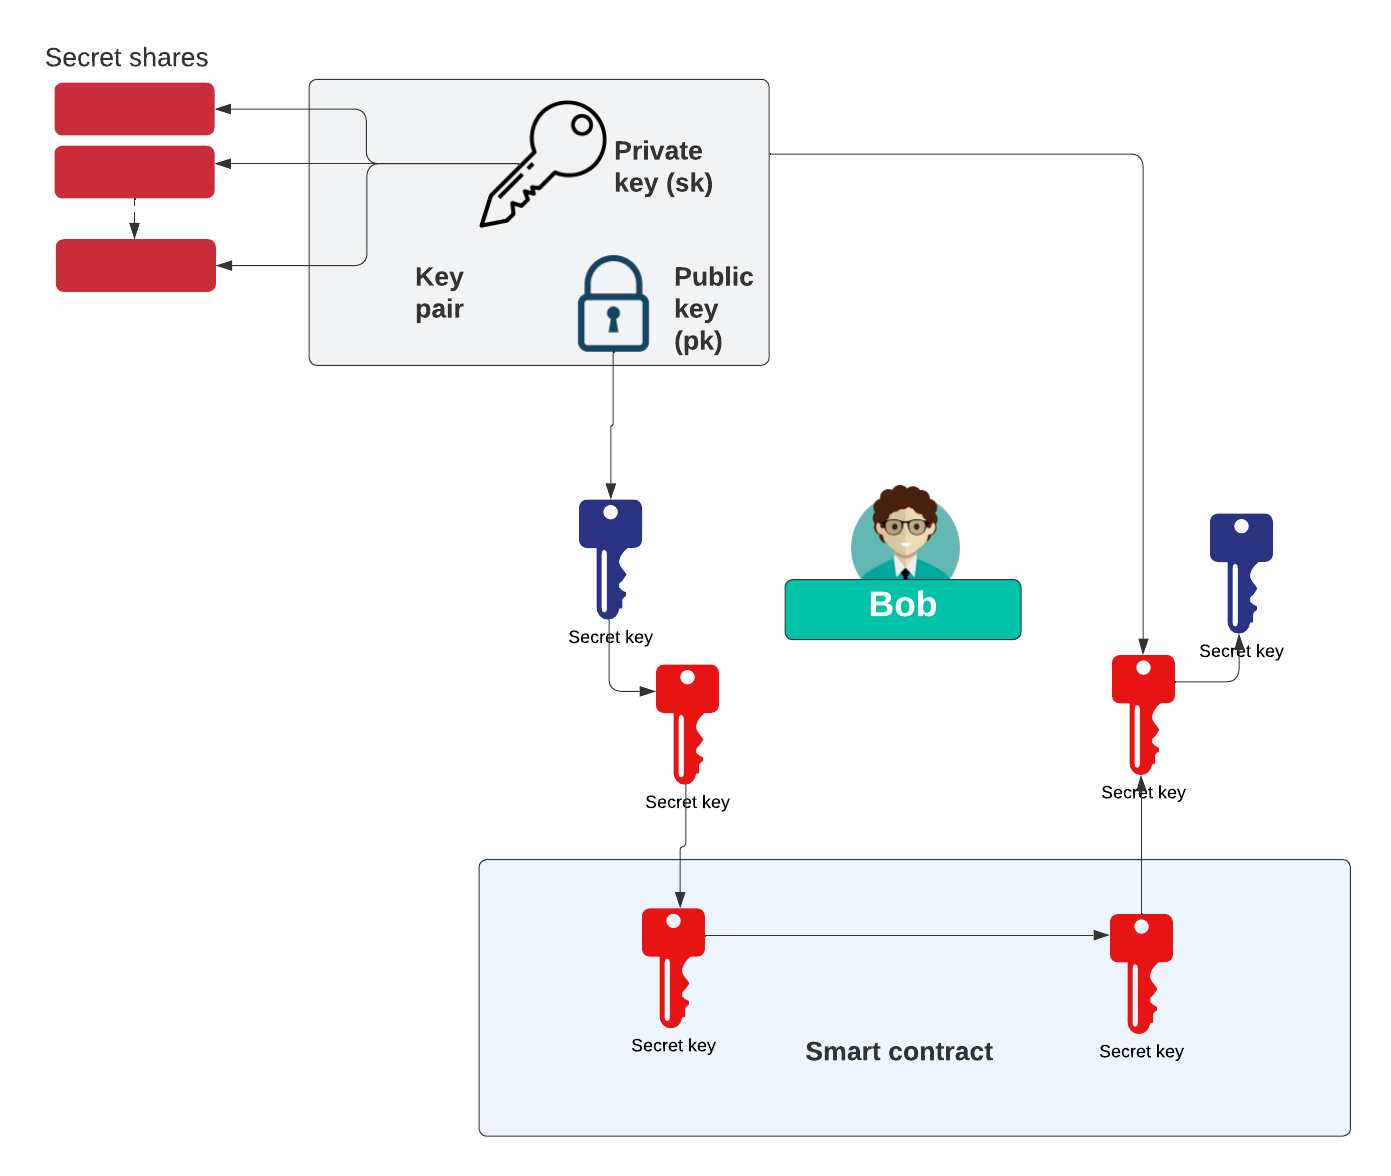 Secret shares
Private
key (sk)
Key
pair
Public
key
(pk)
Bob
Secret key
Secret key
Secret key
Secret key
Secret key
Secret key
Smart contract